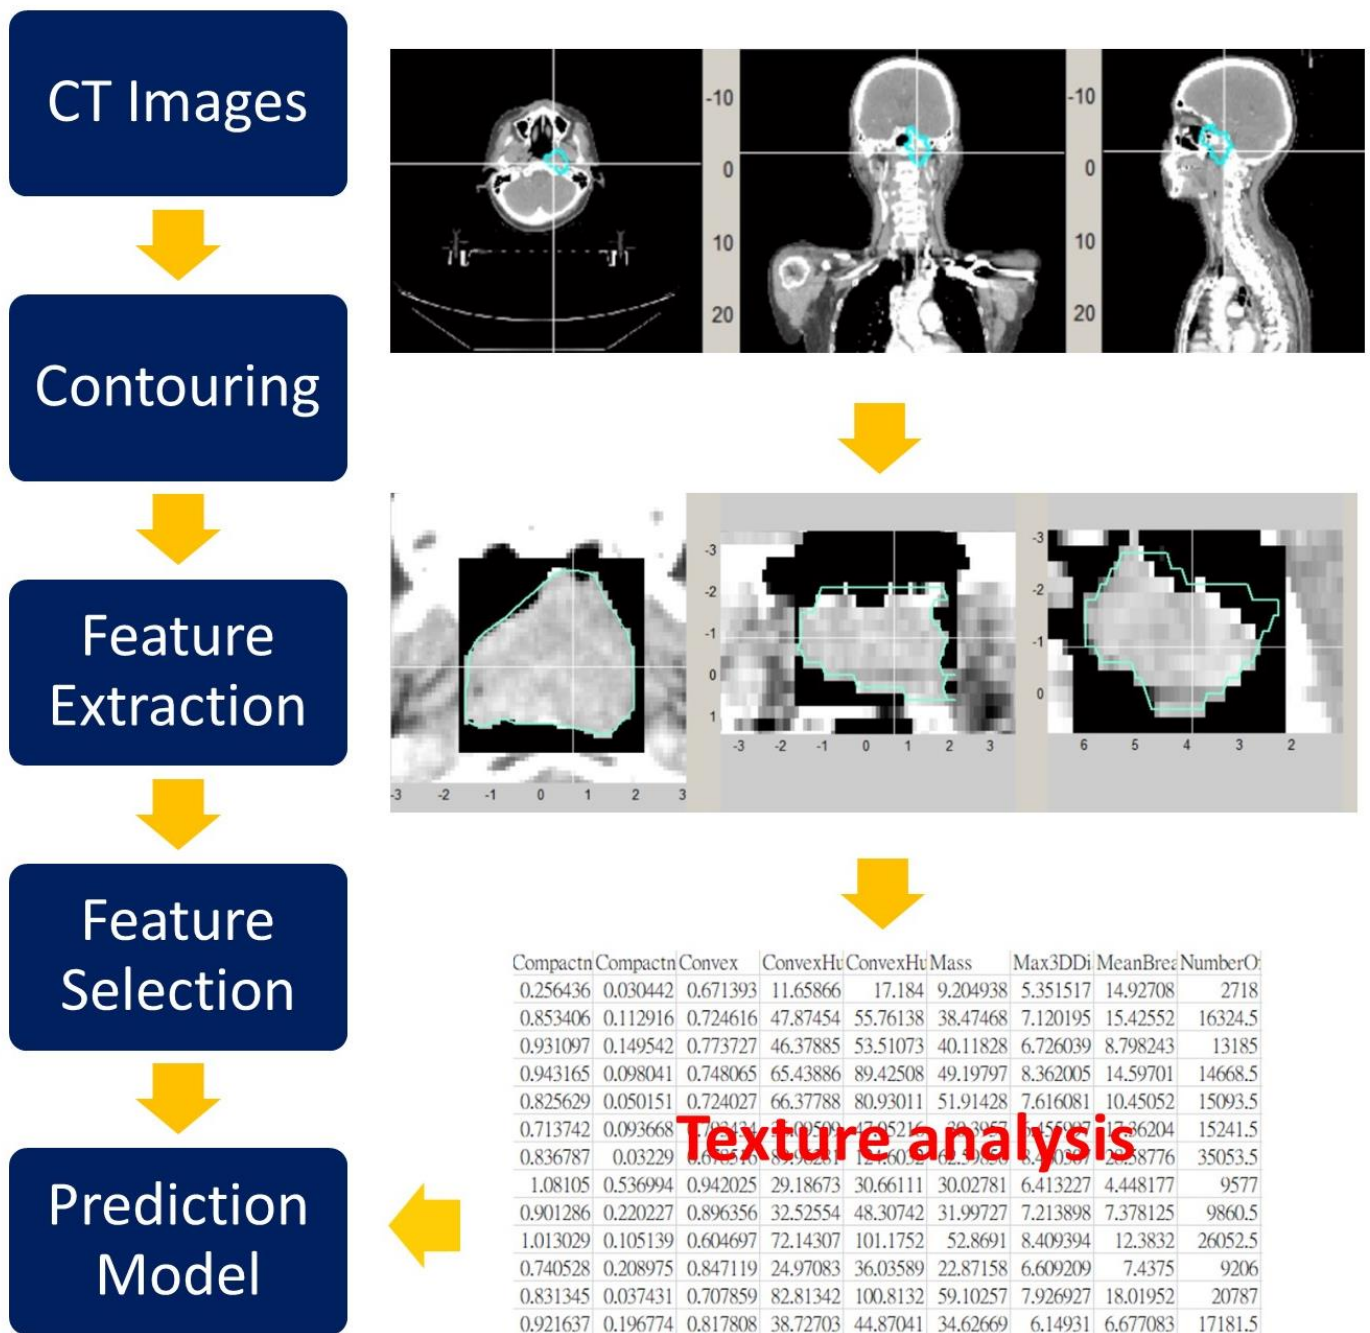 CT Images
Contouring
Feature
Extraction
Feature
Selection
Prediction
Model
-10
0
10
20
-10
0
10
20
-3 -2 -1 0 1 2 3
-3
-2
-1
0
1
-3 -2 -1 0 1 2 3
-3
-2
-1
0
6 5 4 3 2
Compactn Compactn Convex ConvexHu ConvexHu Mass Max3DDi MeanBrea NumberO
0.256436 0.030442 0.671393 11.65866 17.184 9.204938 5.351517 14.92708 2718
0.853406 0.112916 0.724616 47.87454 55.76138 38.47468 7.120195 15.42552 16324.5
0.931097 0.149542 0.773727 46.37885 53.51073 40.11828 6.726039 8.798243 13185
0.943165 0.098041 0.748065 65.43886 89.42508 49.19797 8.362005 14.59701 14668.5
0.825629 0.050151 0.724027 66.37788 80.93011 51.91428 7.616081 10.45052 15093.5
0.713742 0.093668 15241.5
Texture analysis
0.836787 0.03229 35053.5
1.08105 0.536994 0.942025 29.18673 30.66111 30.02781 6.413227 4.448177 9577
0.901286 0.220227 0.896356 32.52554 48.30742 31.99727 7.213898 7.378125 9860.5
1.013029 0.105139 0.604697 72.14307 101.1752 52.8691 8.409394 12.3832 26052.5
0.740528 0.208975 0.847119 24.97083 36.03589 22.87158 6.609209 7.4375 9206
0.831345 0.037431 0.707859 82.81342 100.8132 59.10257 7.926927 18.01952 20787
0.921637 0.196774 0.817808 38.72703 44.87041 34.62669 6.14931 6.677083 17181.5